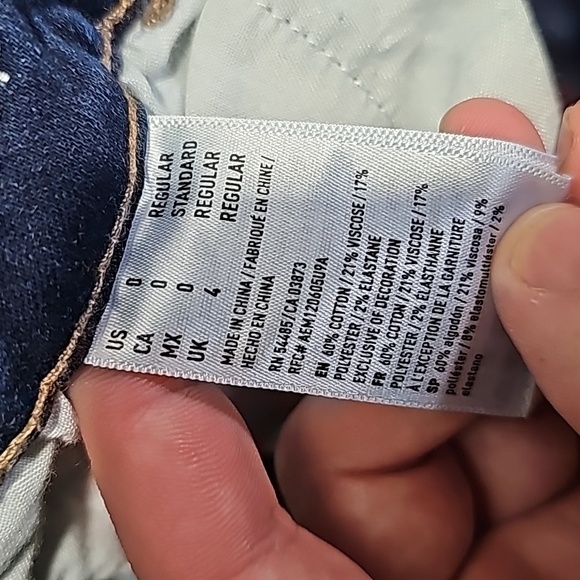 US 0 REGULAR
CA 0 STANDARD
MX 0 REGULAR
UK 4 REGULAR
MADE IN CHINA / FABRIQUÉ EN CHINE /
HECHO EN CHINA
RN 54485/CA 03873
REC# AEM120605U9A
EN 60% COTTON / 21% VISCOSE / 17%
POLYESTER / 2% ELASTANE
EXCLUSIVE OF DECORATION
FR 60% COTON / 21% VISCOSE / 17%
POLYESTER / 2% ÉLASTHANNE
À L'EXCEPTION DE LA GARNITURE
SP 60% algodón / 21% viscosa / 9%
poliéster / 8% elastomultiéster / 2%
elastano